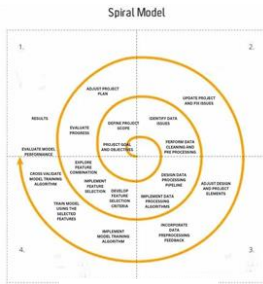 Spiral Model
1.
2.
ADJUST PROJECT
PLAN
UPDATE PROJECT
AND FIX ISSUES
RESULTS
EVALUATE
PROGRESS
DEFINE PROJECT
SCOPE
IDENTIFY DATA
ISSUES
EVALUATE MODEL
PERFORMANCE
PROJECT GOAL
AND OBJECTIVES
PERFORM DATA
CLEANING AND
PRE PROCESSING
EXPLORE
FEATURE
COMBINATION
CROSS-VALIDATE
MODEL TRAINING
ALGORITHM
IMPLEMENT
FEATURE
SELECTION
DEVELOP
FEATURE
SELECTION
CRITERIA
DESIGN DATA
PROCESSING
PIPELINE
IMPLEMENT DATA
PROCESSING
ALGORITHMS
ADJUST DESIGN AND
PROJECT
ELEMENTS
TRAIN MODEL
USING THE
SELECTED
FEATURES
IMPLEMENT
MODEL TRAINING
ALGORITHM
INCORPORATE
DATA
PREPROCESSING
FEEDBACK
4.
3.